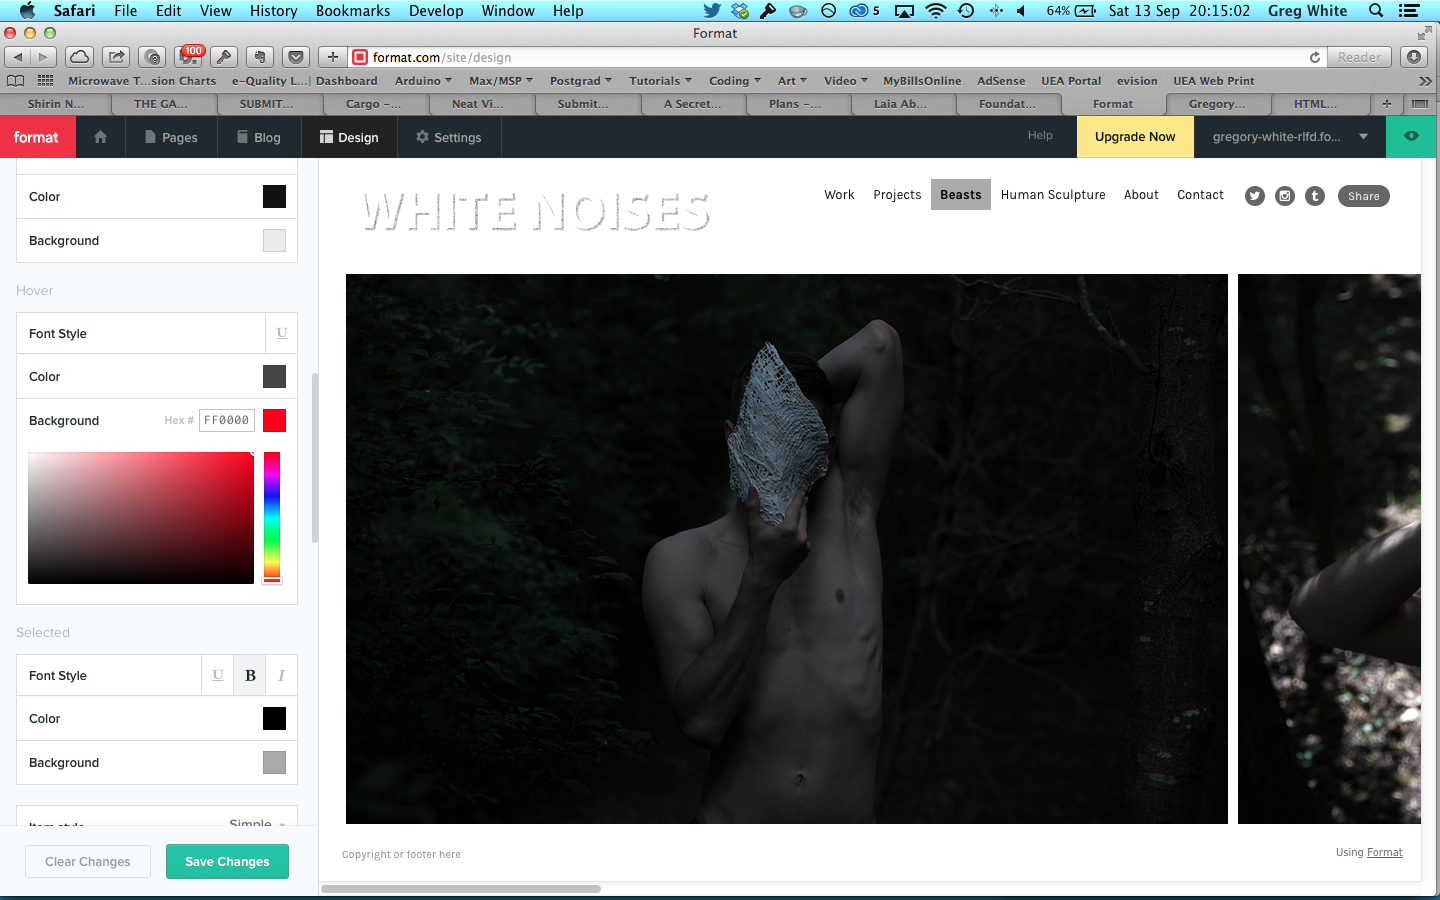 Safari File Edit View History Bookmarks Develop Window Help 5 64% Sat 13 Sep 20:15:02 Greg White
Format
100 format.com/site/design Reader
Microwave T...sion Charts e-Quality L...| Dashboard Arduino Max/MSP Postgrad Tutorials Coding Art Video MyBillsOnline AdSense UEA Portal evision UEA Web Print
Shirin N... THE GA... SUBMIT... Cargo –... Neat Vi... Submit... A Secret... Plans –... Laia Ab... Foundat... Format Gregory... HTML...
format Pages Blog Design Settings Help Upgrade Now gregory-white-rlfd.fo...
WHITE NOISES
Work Projects Beasts Human Sculpture About Contact Share
Color
Background
Hover
Font Style U
Color
Background Hex # FF0000
Selected
Font Style U B I
Color
Background
Item style Simple
Clear Changes Save Changes
Copyright or footer here
Using Format